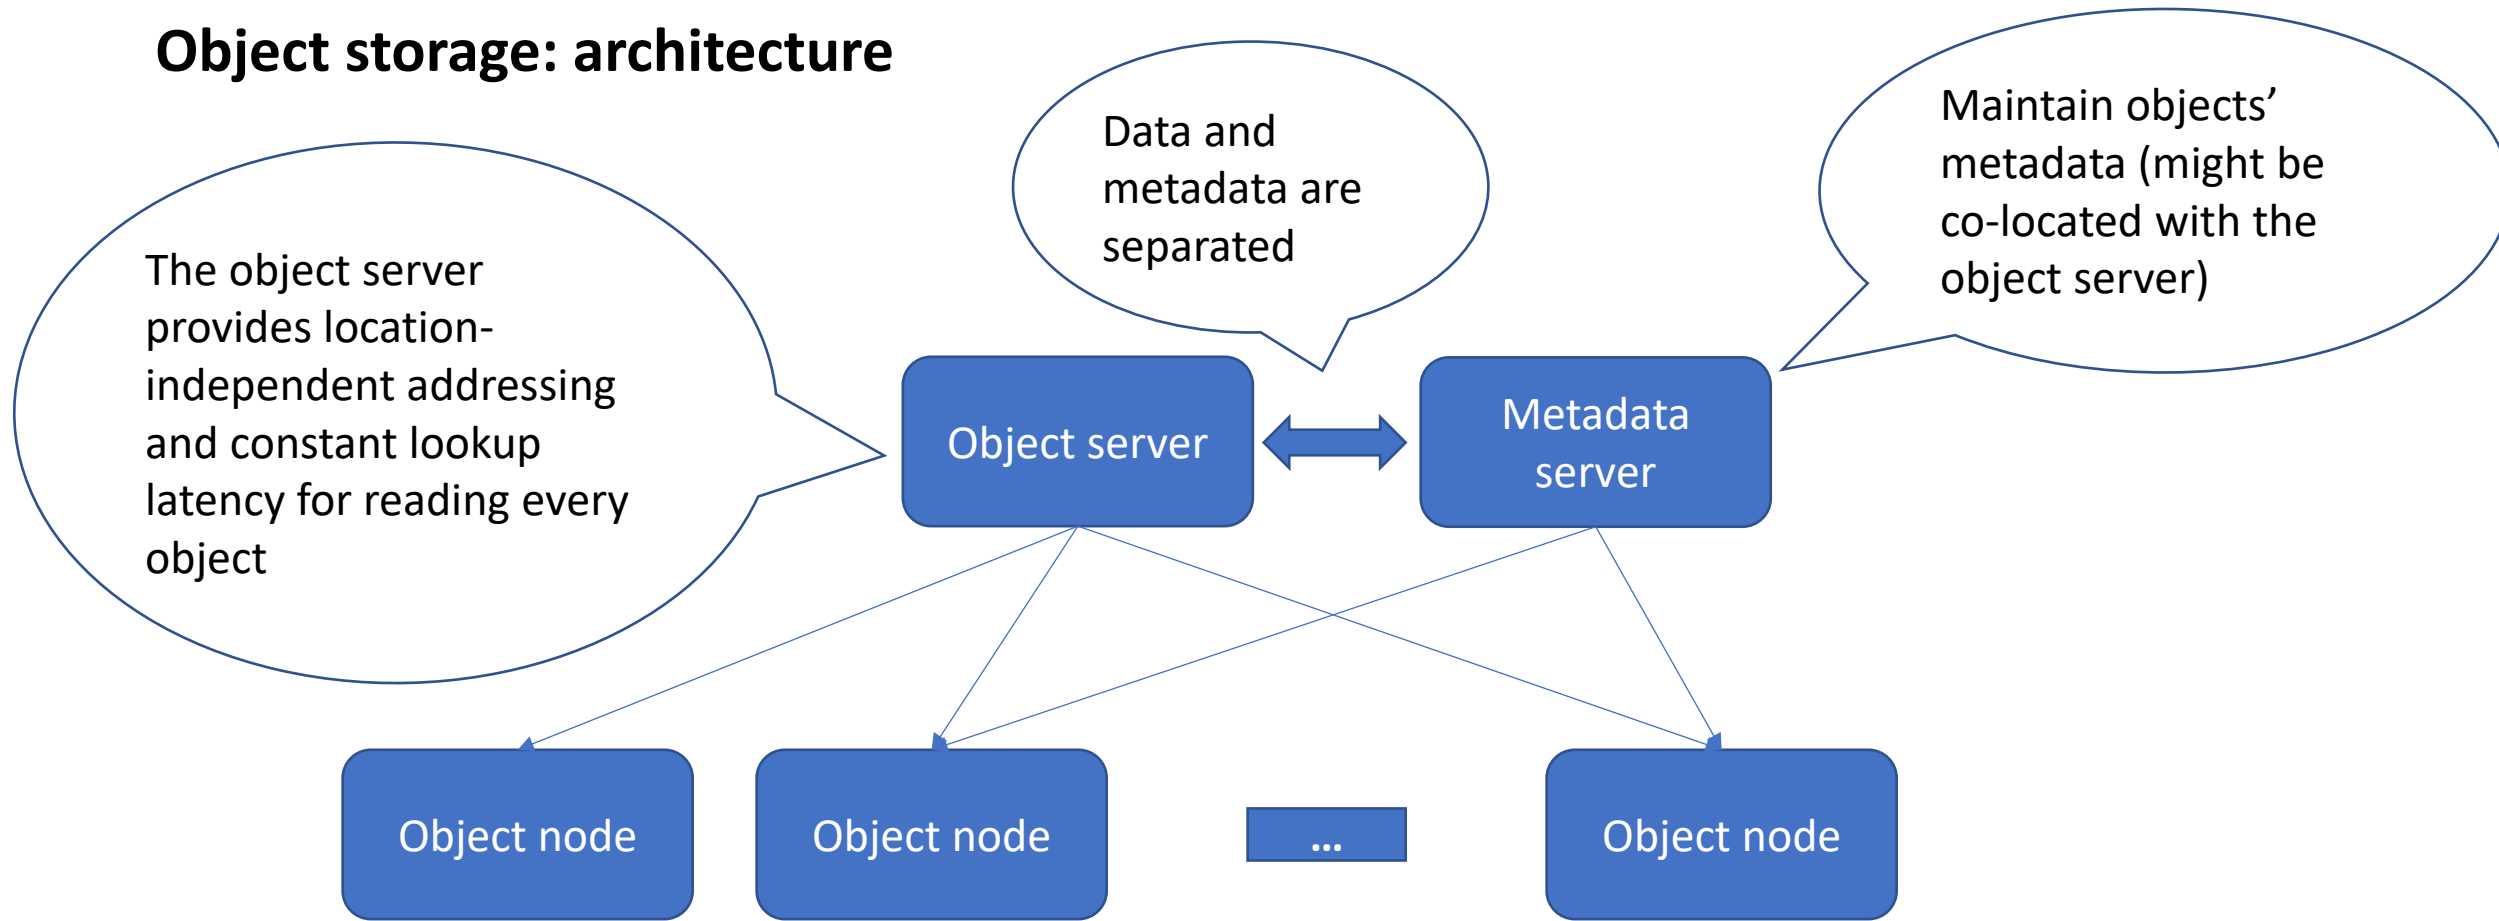 Object storage: architecture
Data and
metadata are
separated
Maintain objects’
metadata (might be
co-located with the
object server)
The object server
provides location-
independent addressing
and constant lookup
latency for reading every
object
Object server
Metadata
server
Object node
Object node
...
Object node